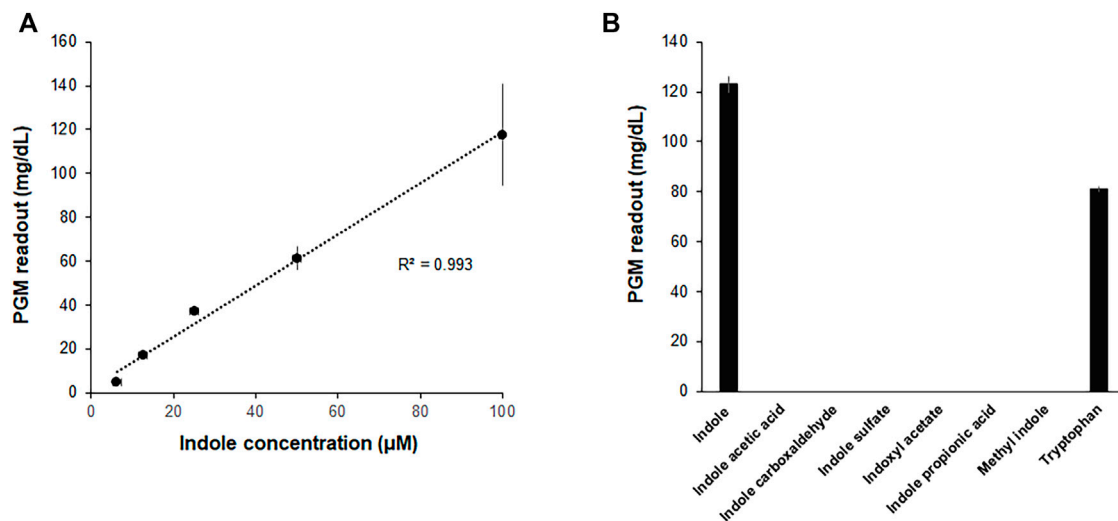 A
PGM readout (mg/dL)
160
140
120
100
80
60
40
20
0
R² = 0.993
0 20 40 60 80 100
Indole concentration (µM)
B
PGM readout (mg/dL)
140
120
100
80
60
40
20
0
Indole
Indole acetic acid
Indole carboxaldehyde
Indole sulfate
Indoxyl acetate
Indole propionic acid
Methyl indole
Tryptophan